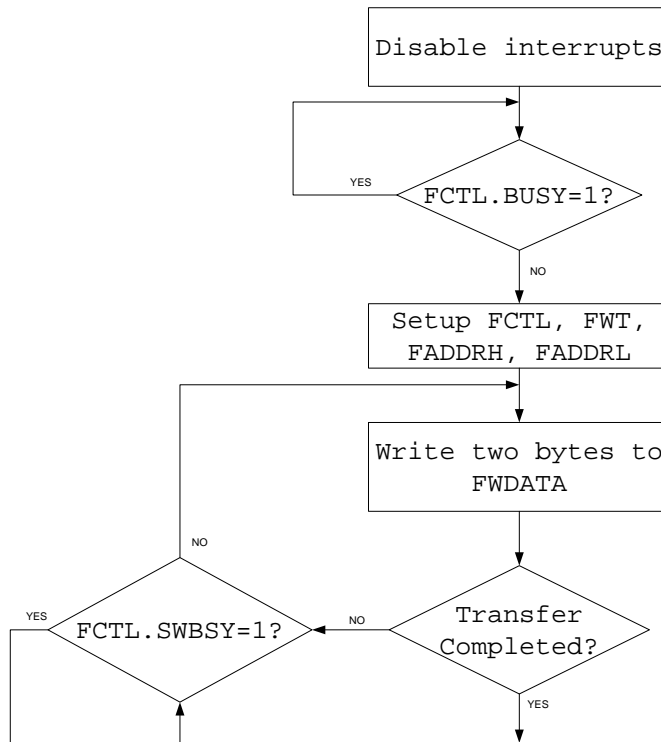 Disable interrupts
YES
FCTL.BUSY=1?
NO
Setup FCTL, FWT,
FADDRH, FADDRL
Write two bytes to
FWDATA
NO
YES
FCTL.SWBSY=1?
NO
Transfer
Completed?
YES